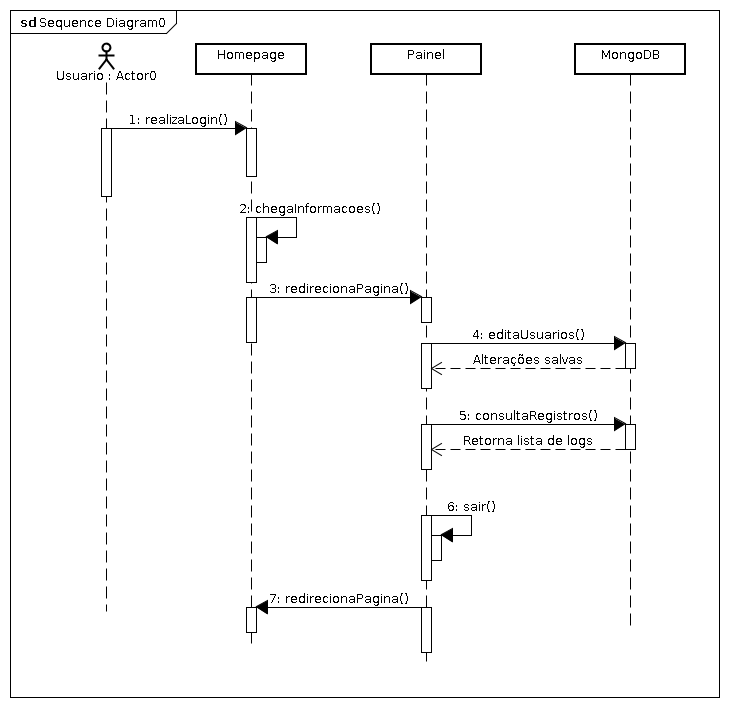 sd Sequence Diagram0
Homepage
Painel
MongoDB
Usuario : Actor0
1: realizaLogin()
2: chegaInformacoes()
3: redirecionaPagina()
4: editaUsuarios()
Alterações salvas
5: consultaRegistros()
Retorna lista de logs
6: sair()
7: redirecionaPagina()